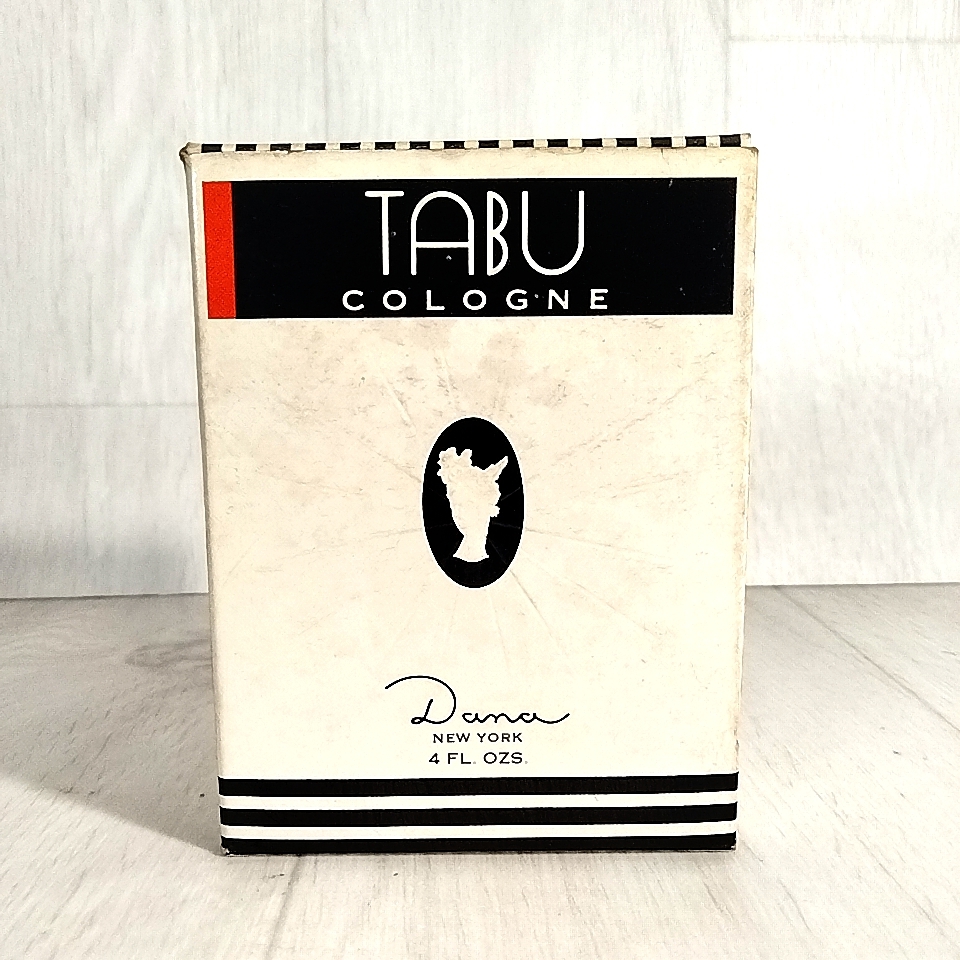 TABU
COLOGNE
Dana
NEW YORK
4 FL. OZS.